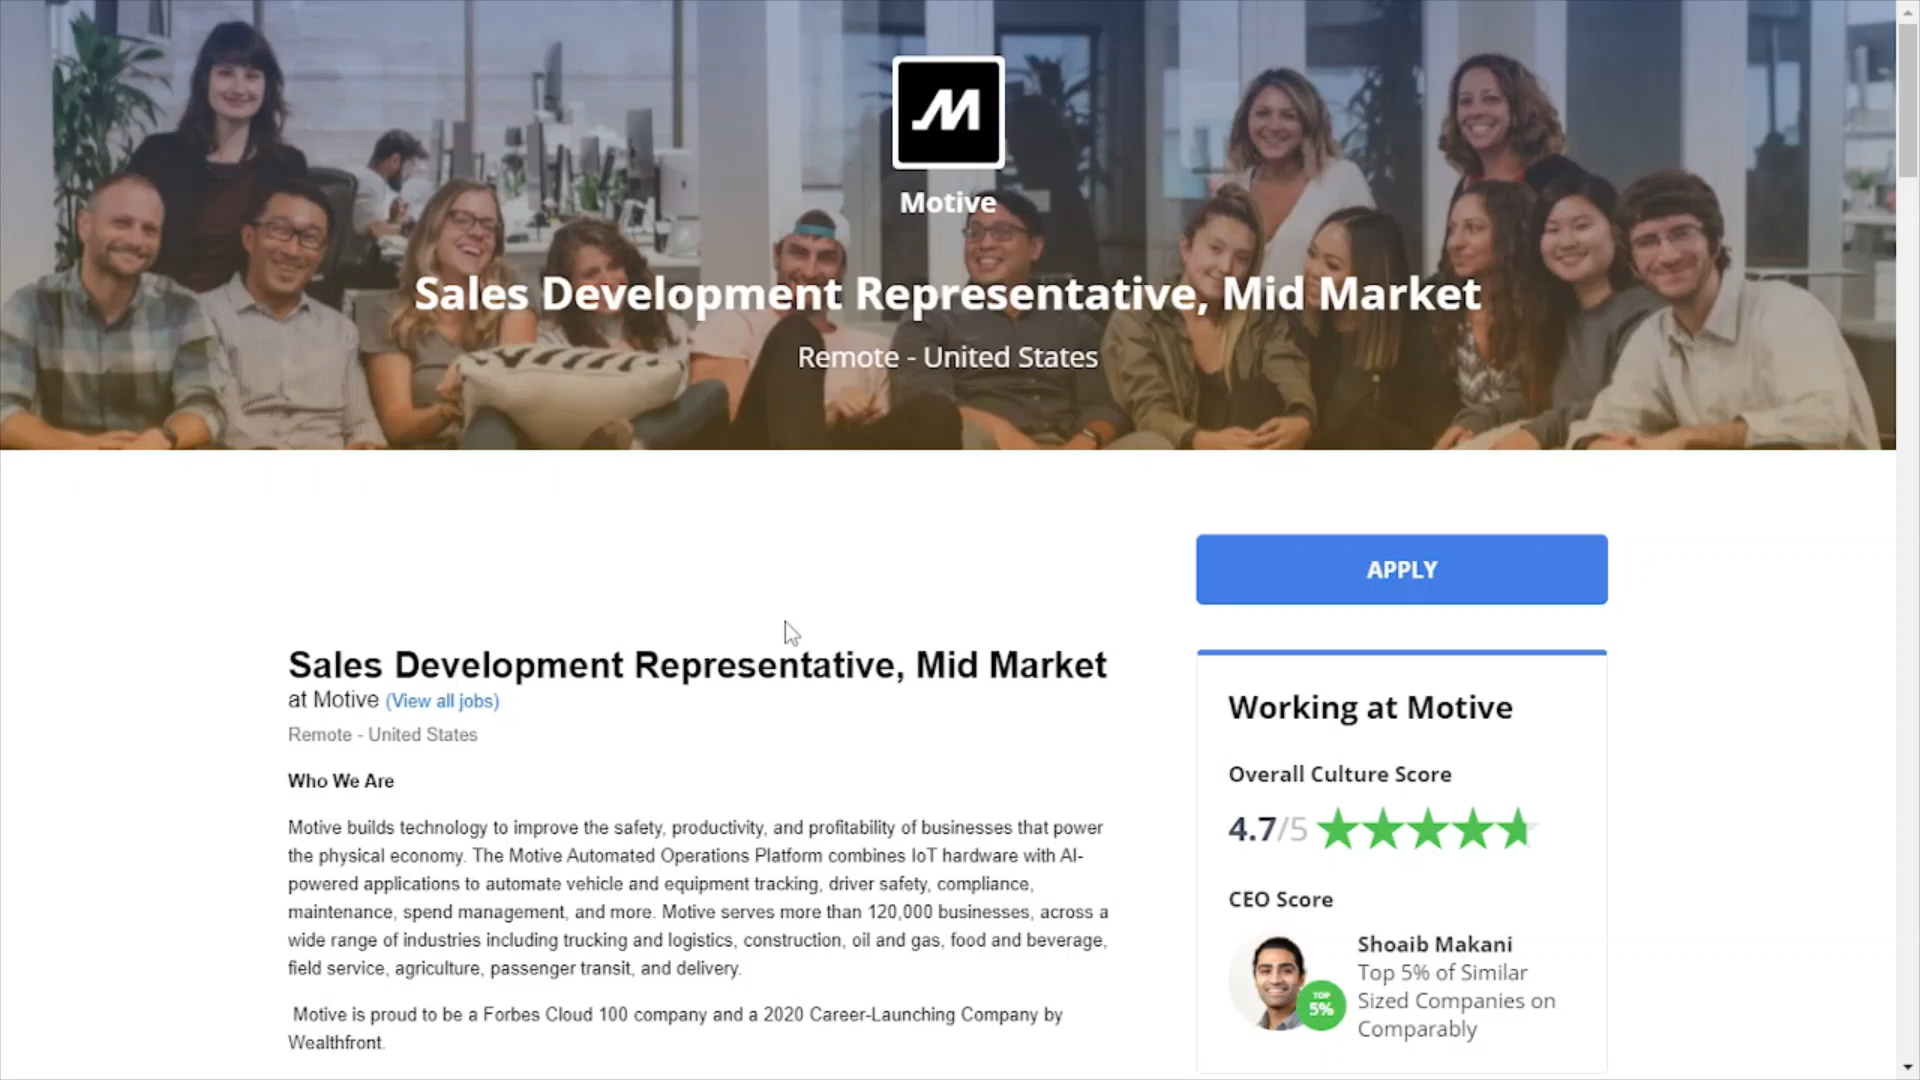 M
Motive
Sales Development Representative, Mid Market
Remote - United States
APPLY
Sales Development Representative, Mid Market
at Motive (View all jobs)
Remote - United States
Who We Are
Motive builds technology to improve the safety, productivity, and profitability of businesses that power
the physical economy. The Motive Automated Operations Platform combines IoT hardware with AI-
powered applications to automate vehicle and equipment tracking, driver safety, compliance,
maintenance, spend management, and more. Motive serves more than 120,000 businesses, across a
wide range of industries including trucking and logistics, construction, oil and gas, food and beverage,
field service, agriculture, passenger transit, and delivery.
Motive is proud to be a Forbes Cloud 100 company and a 2020 Career-Launching Company by
Wealthfront.
Working at Motive
Overall Culture Score
4.7/5
CEO Score
Shoaib Makani
Top 5% of Similar
Sized Companies on
Comparably
TOP
5%